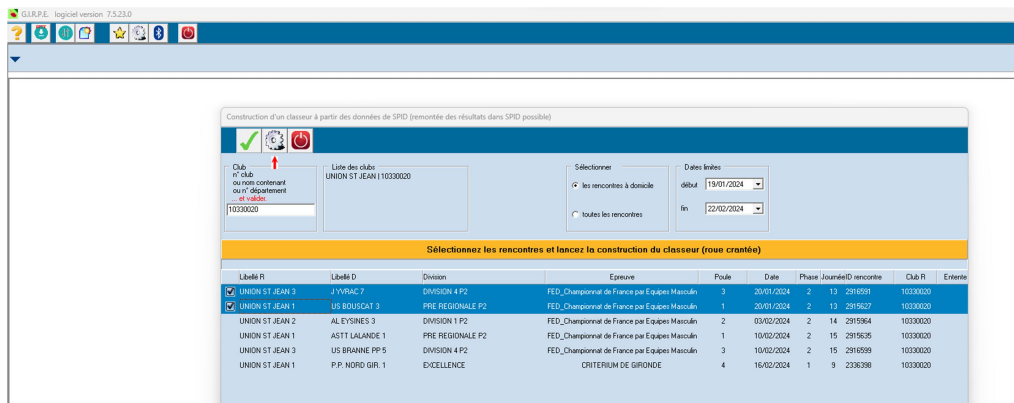 G.I.R.P.E. logiciel version 7.5.23.0
Construction d'un classeur à partir des données de SPID (remontée des résultats dans SPID possible)
Club
n° club
ou nom contenant
ou n° département
... et valider.
10330020
Liste des clubs
UNION ST JEAN | 10330020
Sélectionner
les rencontres à domicile
toutes les rencontres
Dates limites
début 19/01/2024
fin 22/02/2024
Sélectionnez les rencontres et lancez la construction du classeur (roue crantée)
Libellé R Libellé D Division Epreuve Poule Date Phase Journée ID rencontre Club R Entente
UNION ST JEAN 3 J YVRAC 7 DIVISION 4 P2 FED_Championnat de France par Equipes Masculin 3 20/01/2024 2 13 2916591 10330020
UNION ST JEAN 1 US BOUSCAT 3 PRE REGIONALE P2 FED_Championnat de France par Equipes Masculin 1 20/01/2024 2 13 2915627 10330020
UNION ST JEAN 2 AL EYSINES 3 DIVISION 1 P2 FED_Championnat de France par Equipes Masculin 2 03/02/2024 2 14 2915964 10330020
UNION ST JEAN 1 ASTT LALANDE 1 PRE REGIONALE P2 FED_Championnat de France par Equipes Masculin 1 10/02/2024 2 15 2915635 10330020
UNION ST JEAN 3 US BRANNE PP 5 DIVISION 4 P2 FED_Championnat de France par Equipes Masculin 3 10/02/2024 2 15 2916599 10330020
UNION ST JEAN 1 P.P. NORD GIR. 1 EXCELLENCE CRITERIUM DE GIRONDE 4 16/02/2024 1 9 2336398 10330020